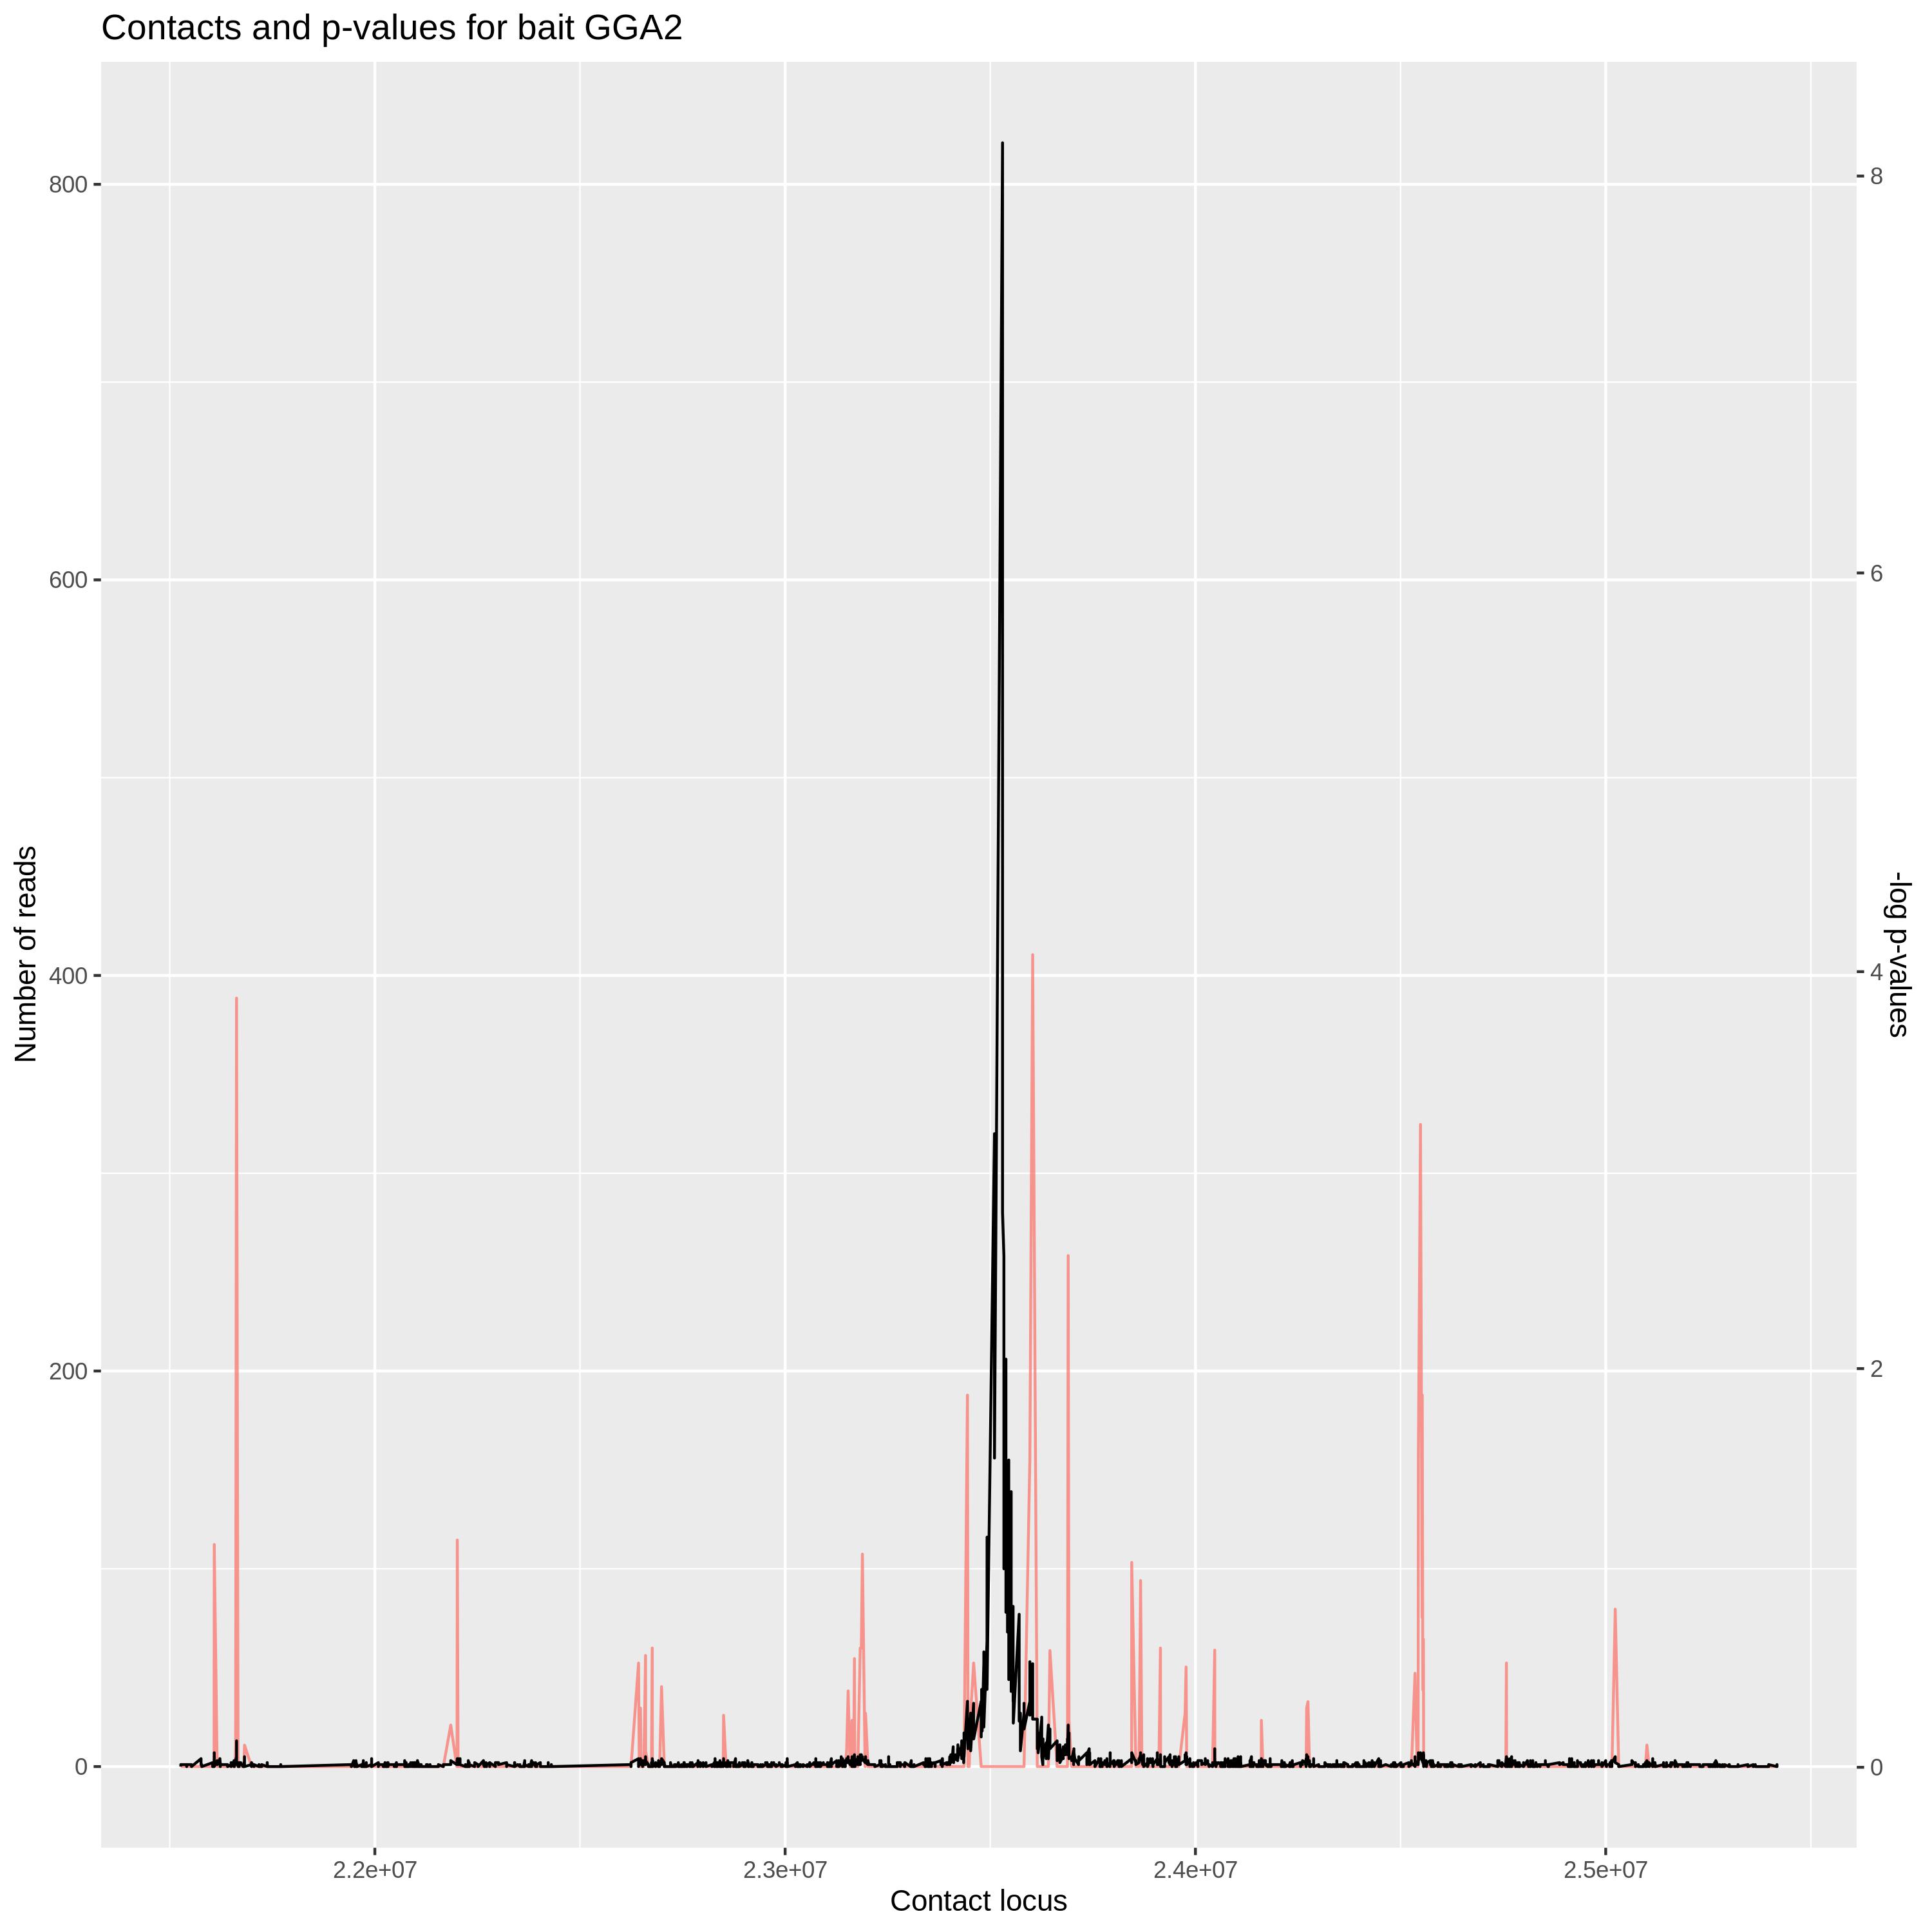 Contacts and p-values for bait GGA2
800
600
400
200
0
8
6
4
2
0
Number of reads
-log p-values
2.2e+07
2.3e+07
2.4e+07
2.5e+07
Contact locus